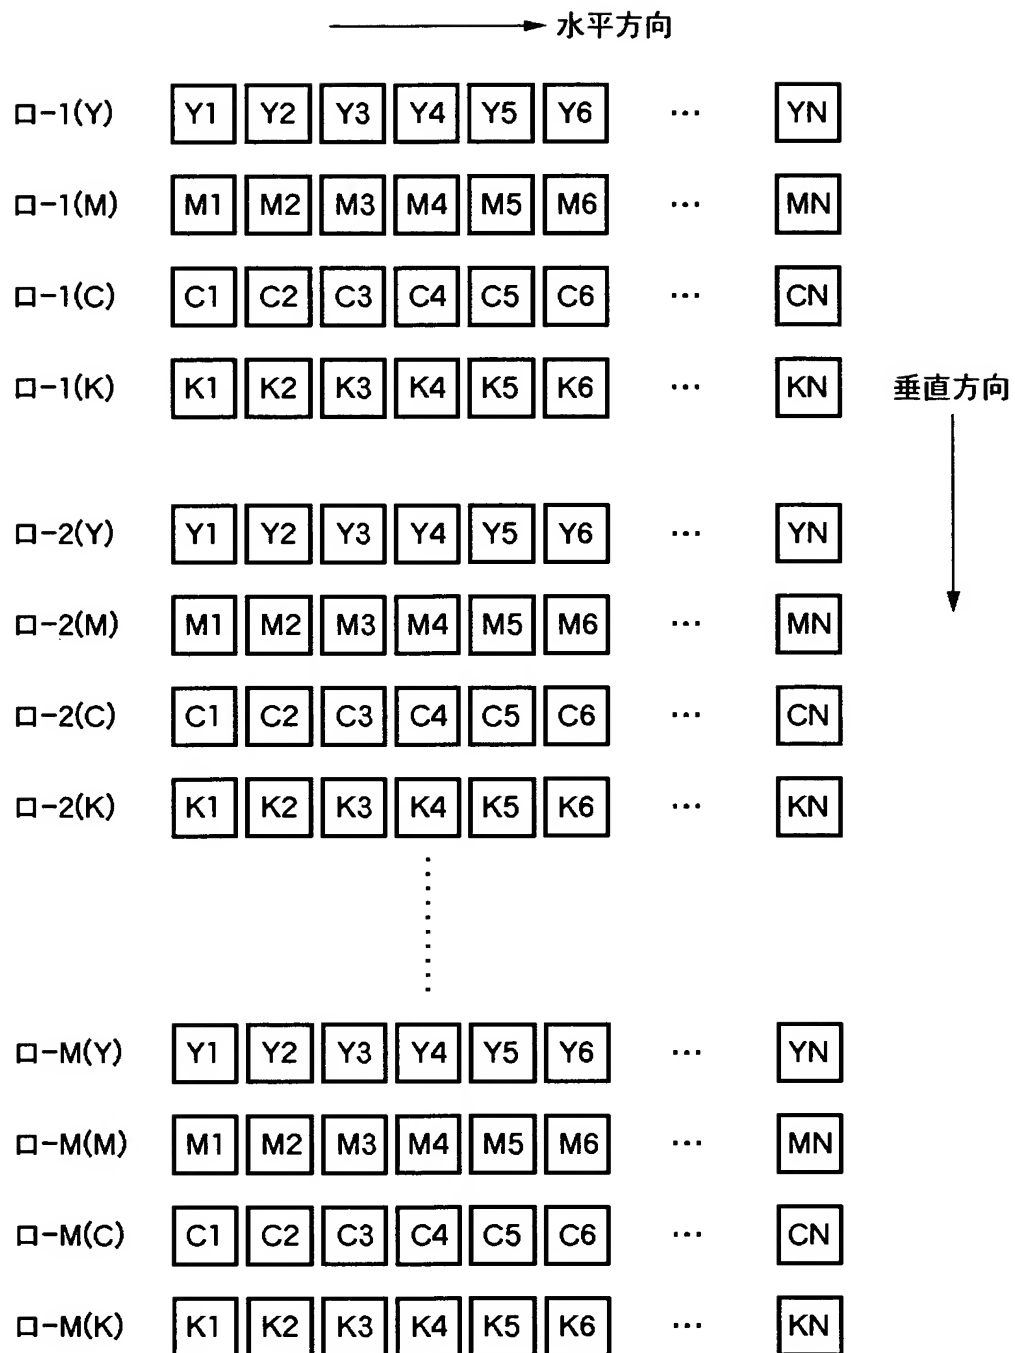 水平方向
ロ-1(Y) Y1 Y2 Y3 Y4 Y5 Y6 … YN
ロ-1(M) M1 M2 M3 M4 M5 M6 … MN
ロ-1(C) C1 C2 C3 C4 C5 C6 … CN
ロ-1(K) K1 K2 K3 K4 K5 K6 … KN
垂直方向
ロ-2(Y) Y1 Y2 Y3 Y4 Y5 Y6 … YN
ロ-2(M) M1 M2 M3 M4 M5 M6 … MN
ロ-2(C) C1 C2 C3 C4 C5 C6 … CN
ロ-2(K) K1 K2 K3 K4 K5 K6 … KN
ロ-M(Y) Y1 Y2 Y3 Y4 Y5 Y6 … YN
ロ-M(M) M1 M2 M3 M4 M5 M6 … MN
ロ-M(C) C1 C2 C3 C4 C5 C6 … CN
ロ-M(K) K1 K2 K3 K4 K5 K6 … KN